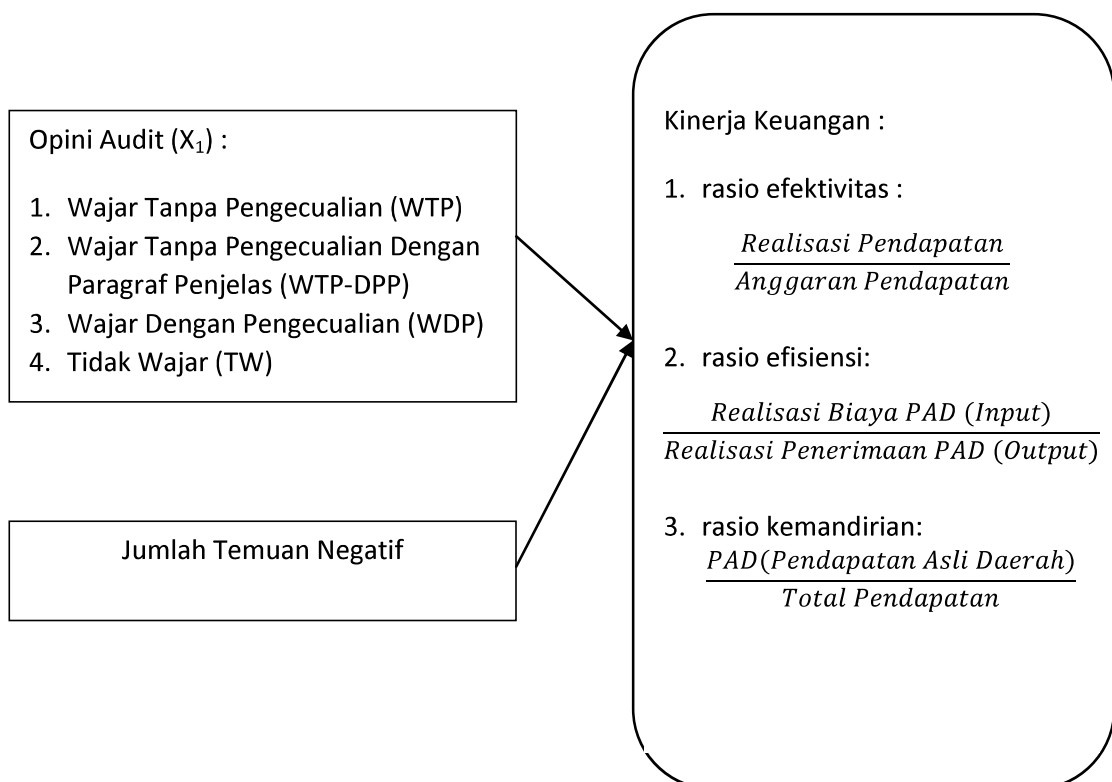 Opini Audit (X₁) :
1. Wajar Tanpa Pengecualian (WTP)
2. Wajar Tanpa Pengecualian Dengan
Paragraf Penjelas (WTP-DPP)
3. Wajar Dengan Pengecualian (WDP)
4. Tidak Wajar (TW)
Jumlah Temuan Negatif
Kinerja Keuangan :
1. rasio efektivitas :
Realisasi Pendapatan
Anggaran Pendapatan
2. rasio efisiensi:
Realisasi Biaya PAD (Input)
Realisasi Penerimaan PAD (Output)
3. rasio kemandirian:
PAD(Pendapatan Asli Daerah)
Total Pendapatan